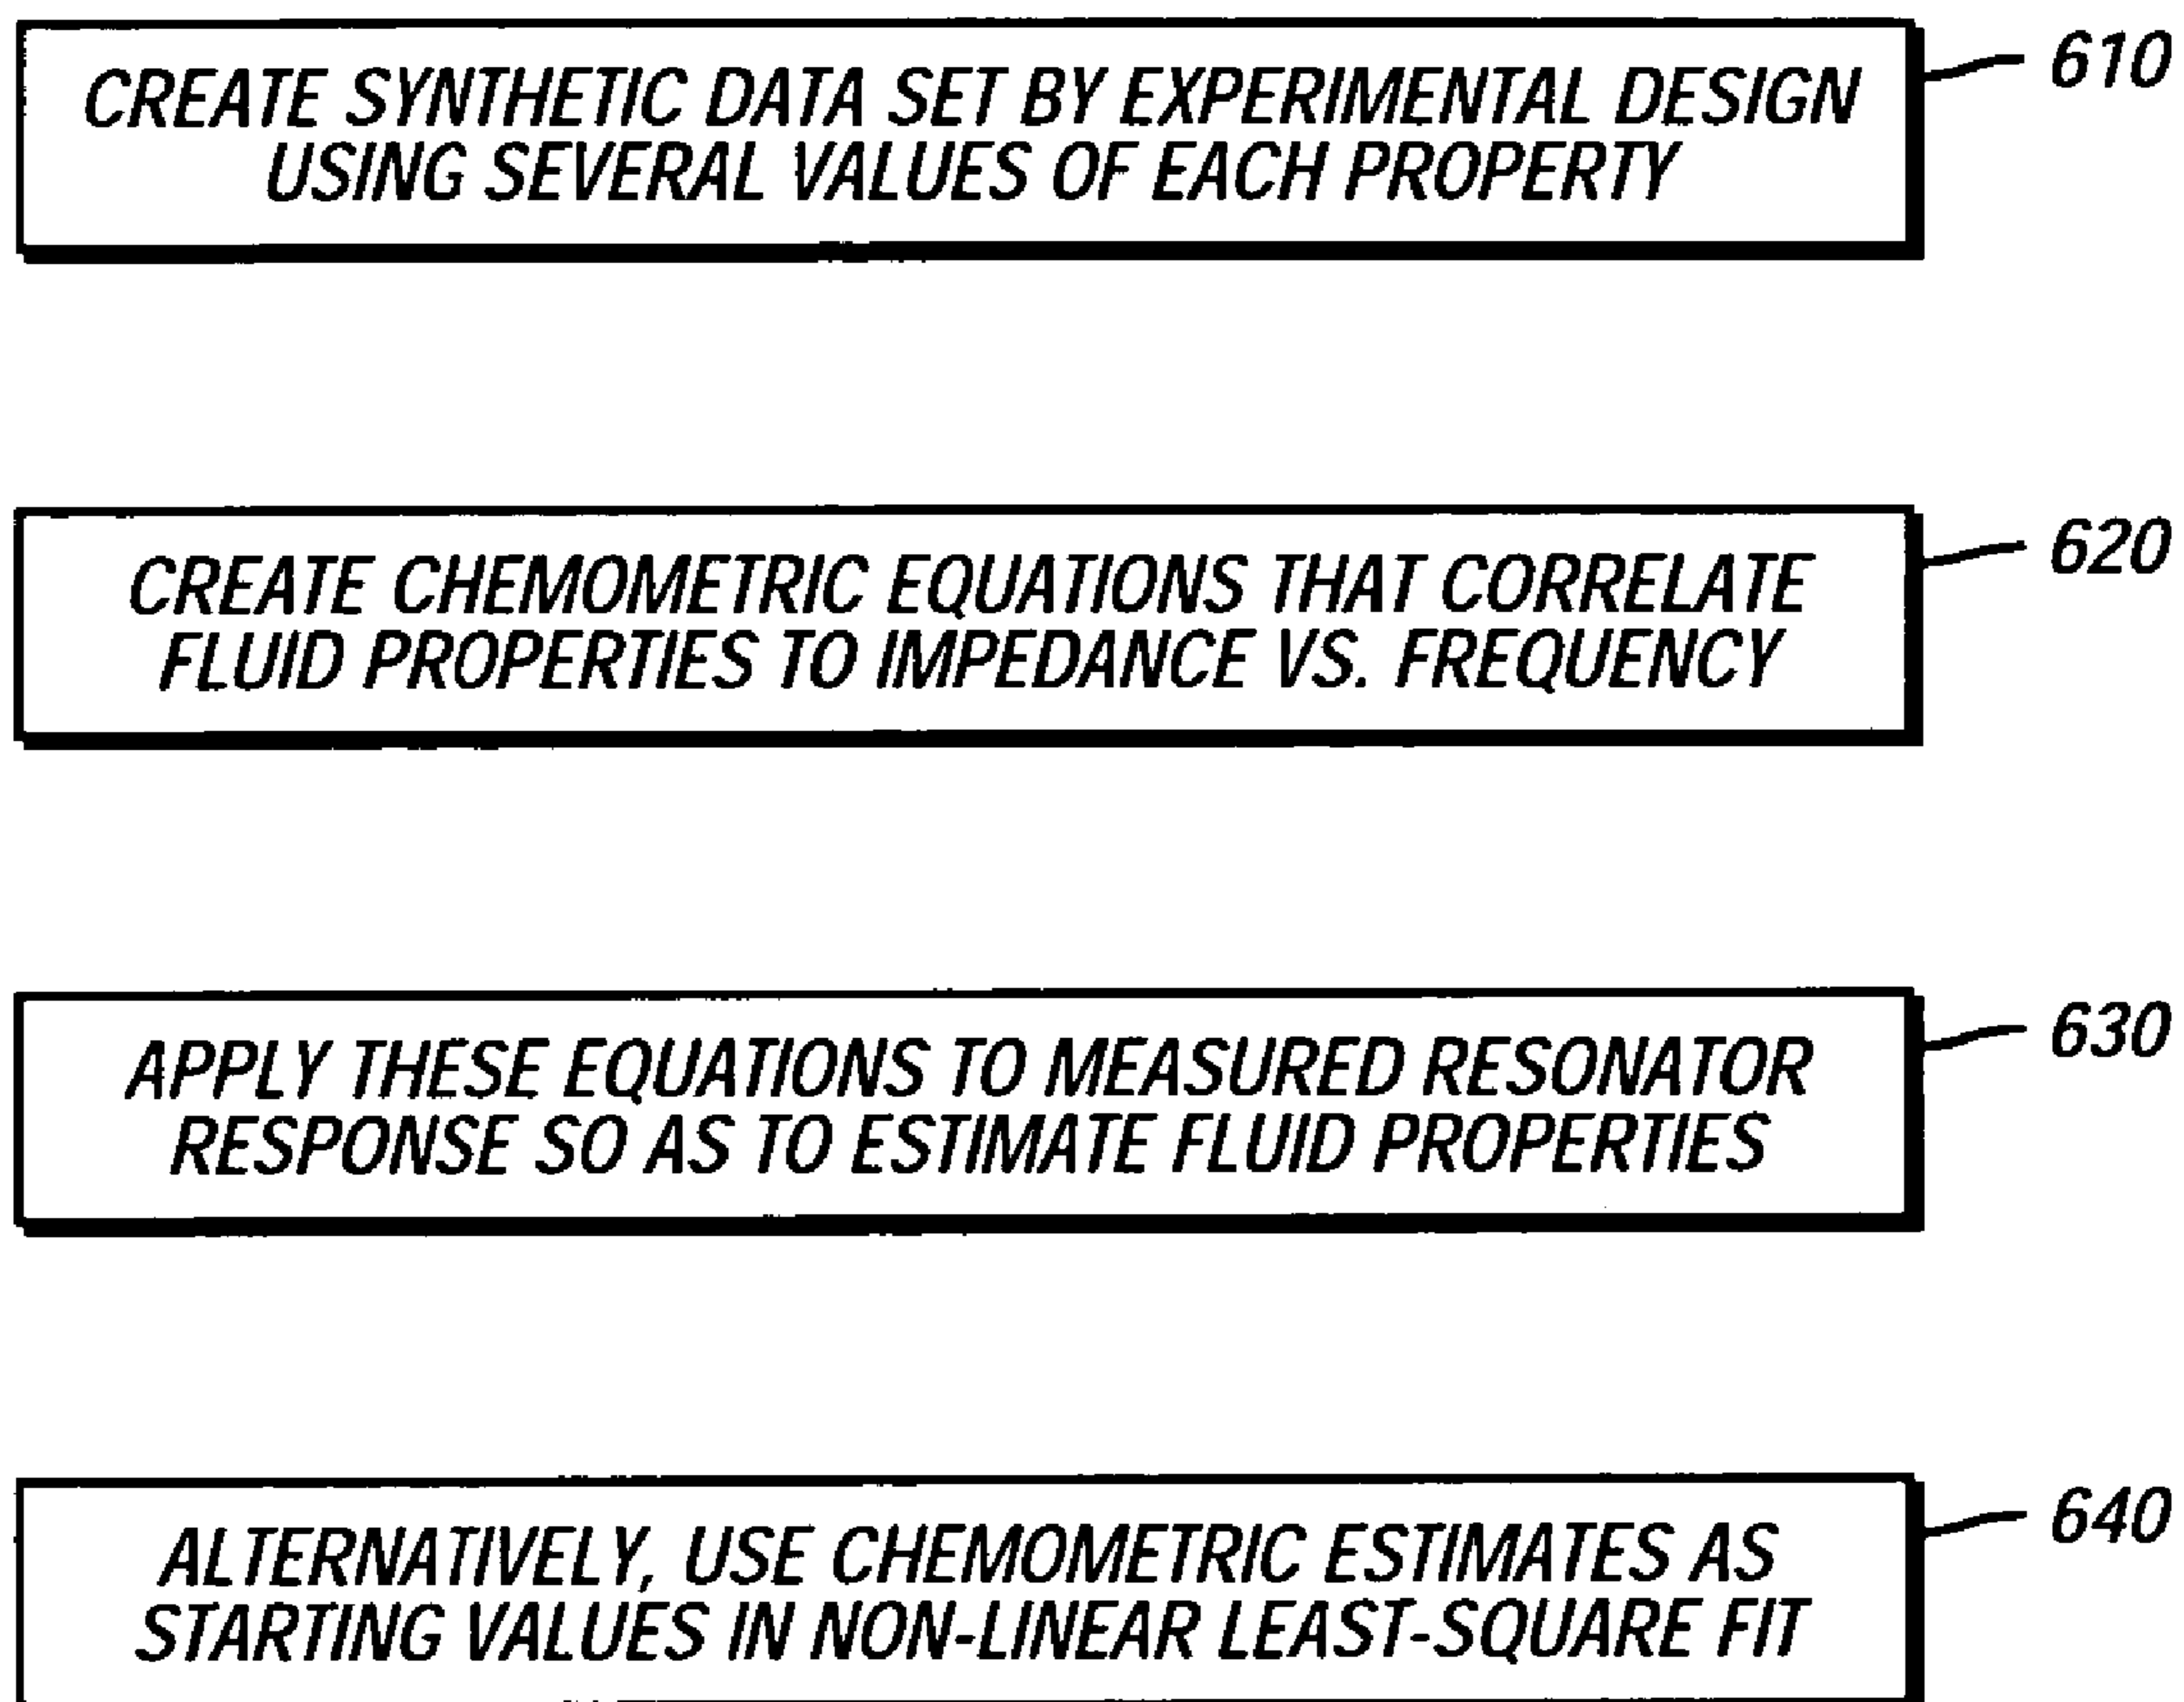 CREATE SYNTHETIC DATA SET BY EXPERIMENTAL DESIGN
USING SEVERAL VALUES OF EACH PROPERTY
610
CREATE CHEMOMETRIC EQUATIONS THAT CORRELATE
FLUID PROPERTIES TO IMPEDANCE VS. FREQUENCY
620
APPLY THESE EQUATIONS TO MEASURED RESONATOR
RESPONSE SO AS TO ESTIMATE FLUID PROPERTIES
630
ALTERNATIVELY, USE CHEMOMETRIC ESTIMATES AS
STARTING VALUES IN NON-LINEAR LEAST-SQUARE FIT
640